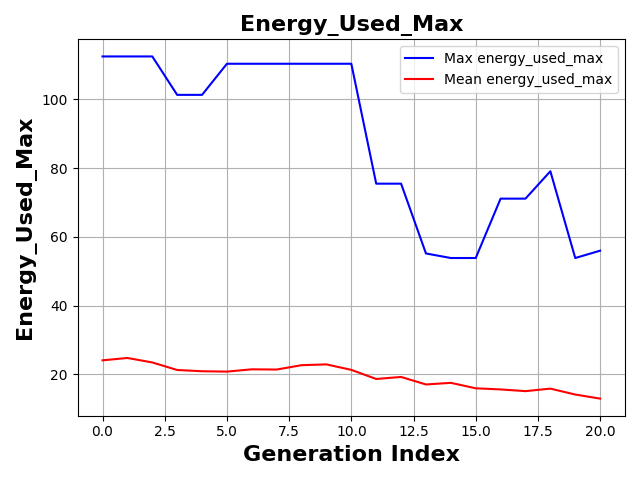 Energy_Used_Max
Max energy_used_max
Mean energy_used_max
Energy_Used_Max
100
80
60
40
20
0.0 2.5 5.0 7.5 10.0 12.5 15.0 17.5 20.0
Generation Index